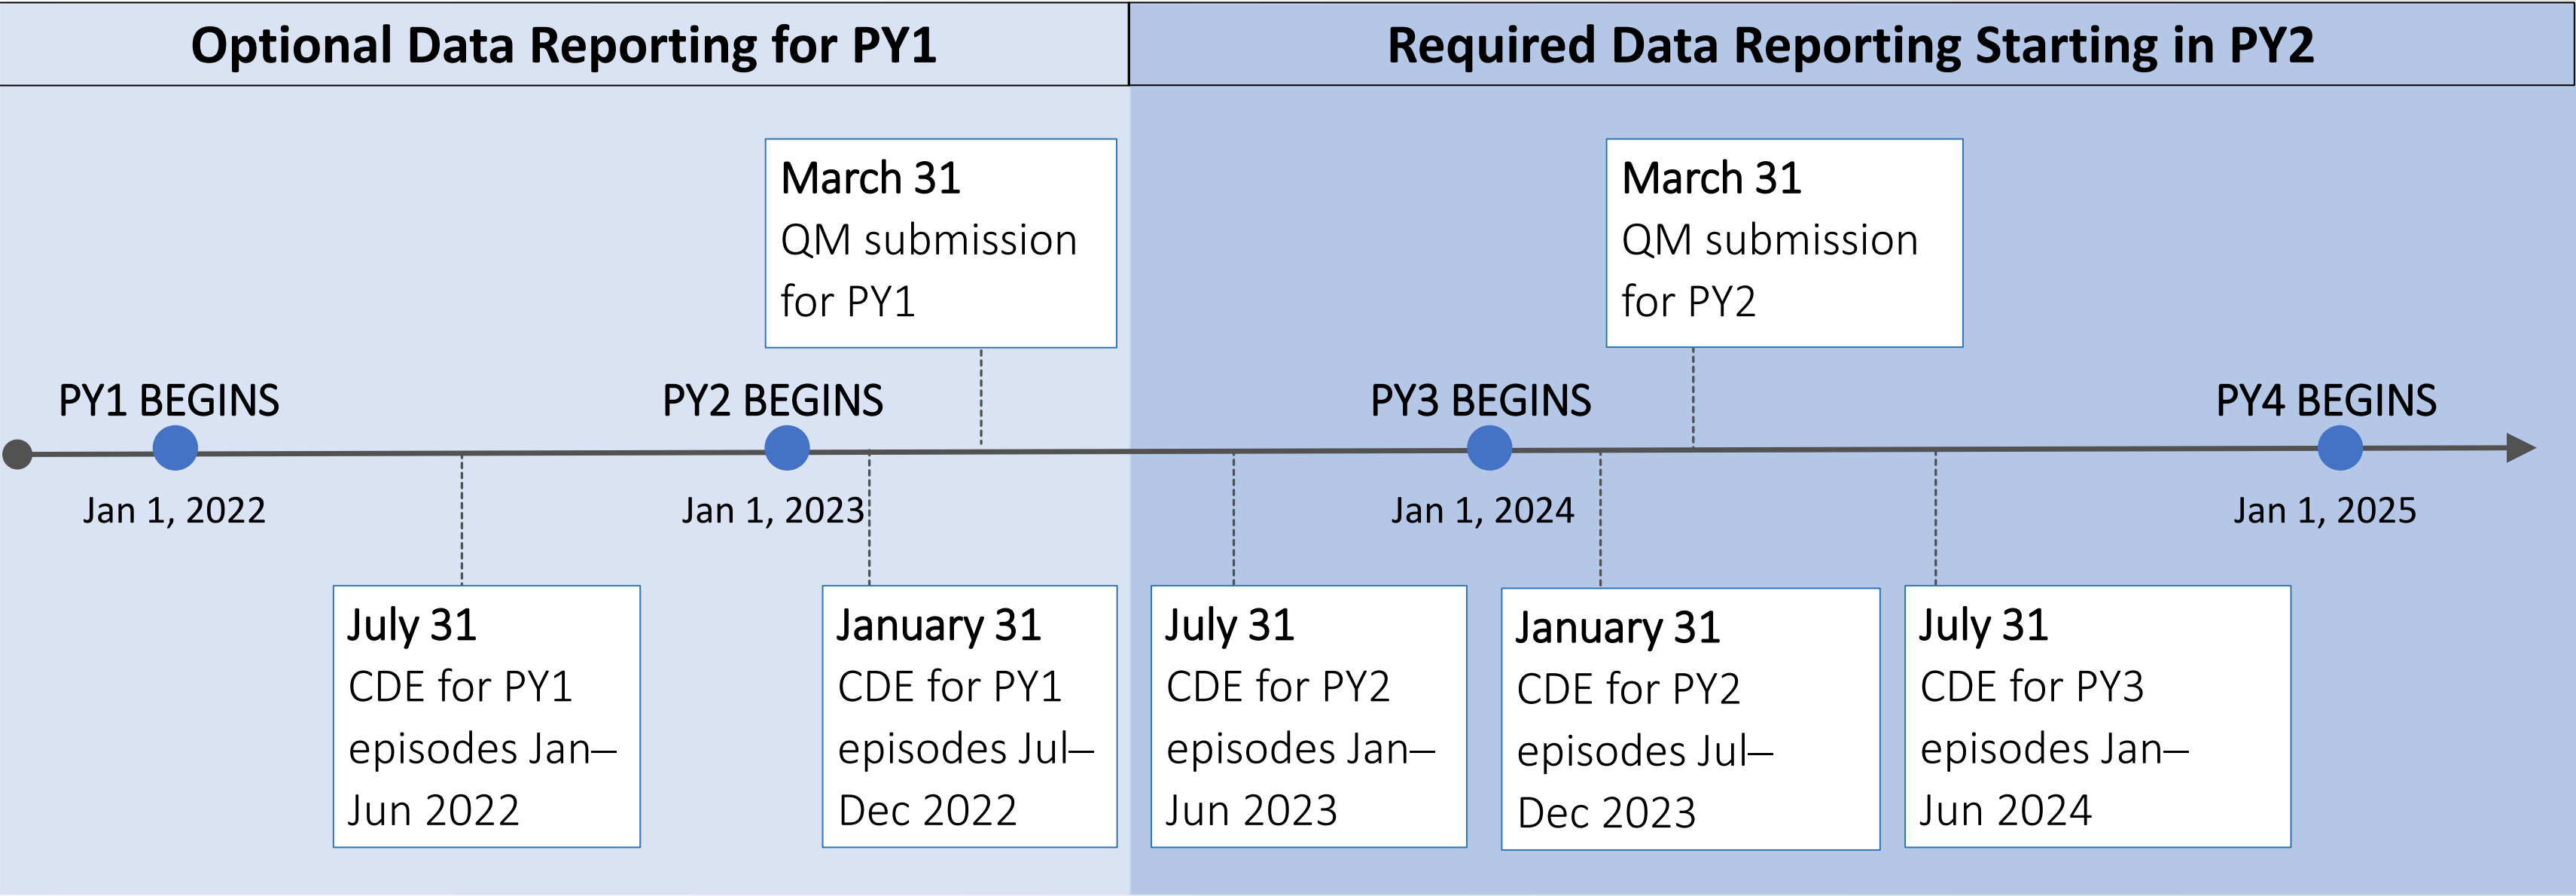 Optional Data Reporting for PY1
Required Data Reporting Starting in PY2
March 31
QM submission
for PY1
March 31
QM submission
for PY2
PY1 BEGINS
PY2 BEGINS
PY3 BEGINS
PY4 BEGINS
Jan 1, 2022
Jan 1, 2023
Jan 1, 2024
Jan 1, 2025
July 31
CDE for PY1
episodes Jan–
Jun 2022
January 31
CDE for PY1
episodes Jul–
Dec 2022
July 31
CDE for PY2
episodes Jan–
Jun 2023
January 31
CDE for PY2
episodes Jul–
Dec 2023
July 31
CDE for PY3
episodes Jan–
Jun 2024